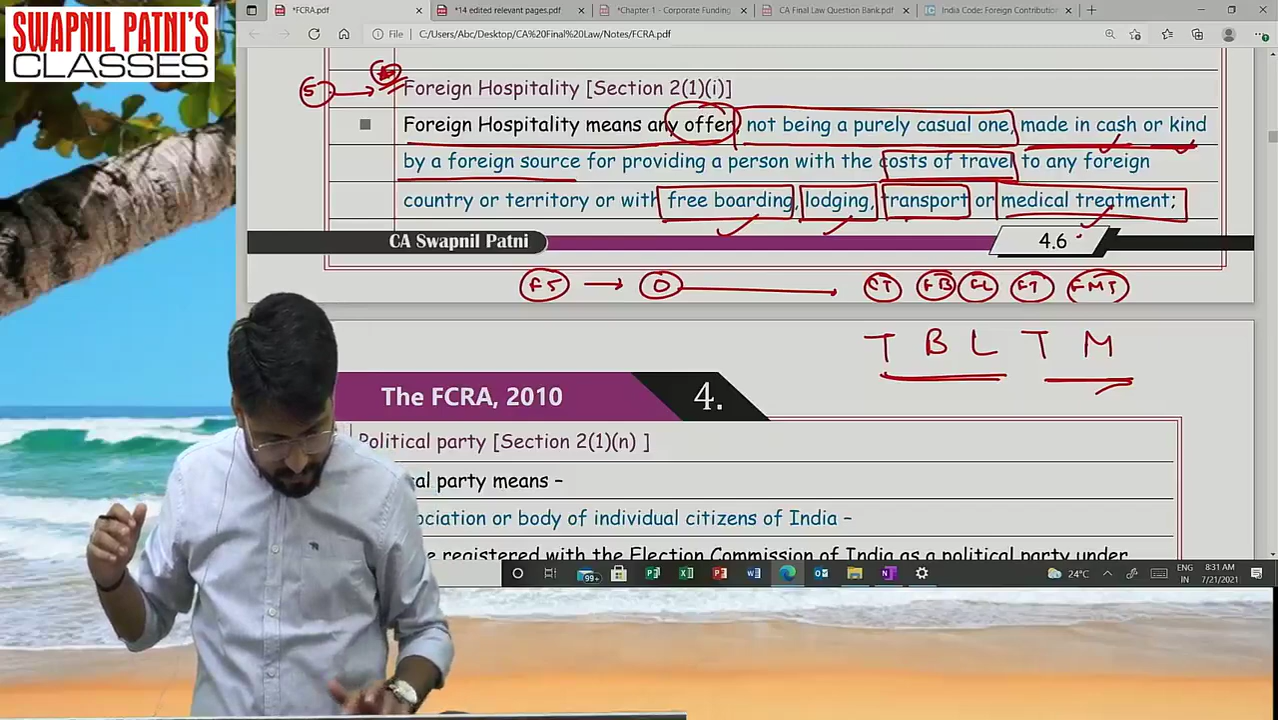 SWAPNIL PATNI'S
CLASSES
*FCRA.pdf
*14 edited relevant pages.pdf
*Chapter 1 - Corporate Funding
CA Final Law Question Bank.pdf
India Code: Foreign Contribution
File
C:/Users/Abc/Desktop/CA%20Final%20Law/Notes/FCRA.pdf
5 Foreign Hospitality [Section 2(1)(i)]
Foreign Hospitality means any offer, not being a purely casual one, made in cash or kind
by a foreign source for providing a person with the costs of travel to any foreign
country or territory or with free boarding, lodging, transport or medical treatment;
CA Swapnil Patni
4.6
FS → O CT FB FL FT FMT
T B L T M
The FCRA, 2010
4.
Political party [Section 2(1)(n) ]
cal party means –
ociation or body of individual citizens of India –
e registered with the Election Commission of India as a political party under
99+
24°C
ENG
IN
8:31 AM
7/21/2021